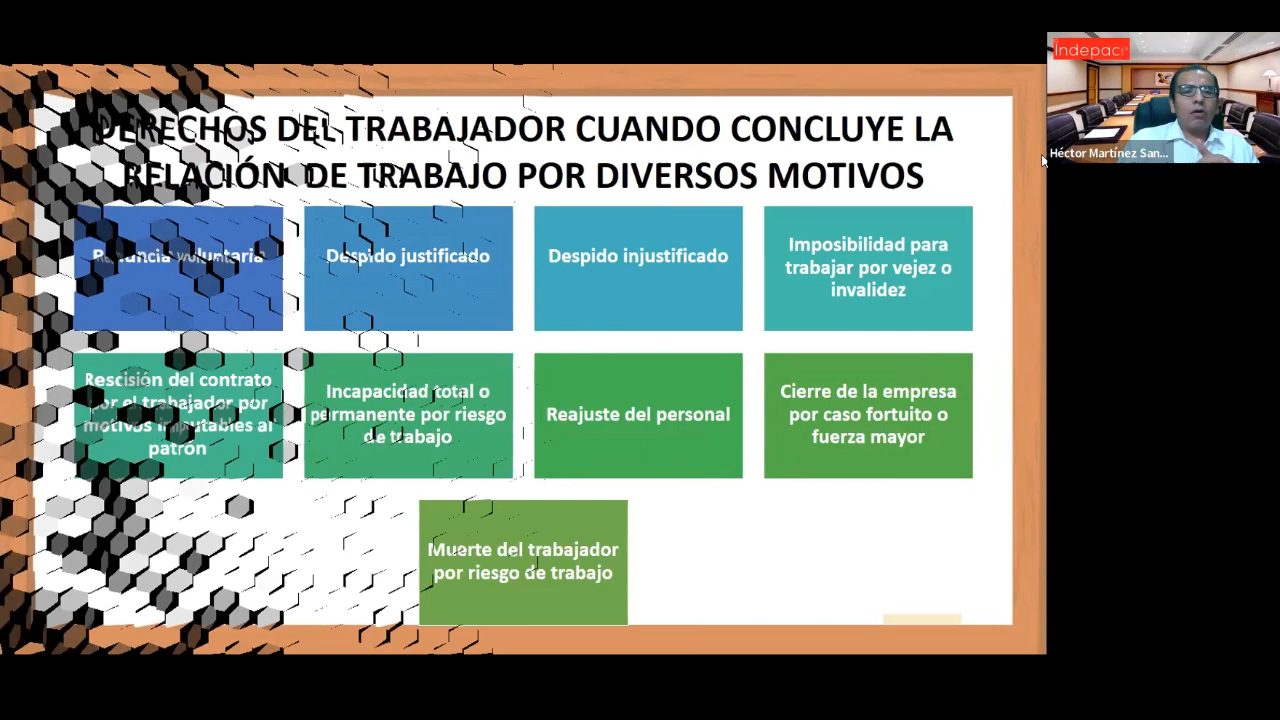 DERECHOS DEL TRABAJADOR CUANDO CONCLUYE LA
RELACIÓN DE TRABAJO POR DIVERSOS MOTIVOS
Renuncia voluntaria
Despido justificado
Despido injustificado
Imposibilidad para
trabajar por vejez o
invalidez
Rescisión del contrato
por el trabajador por
motivos imputables al
patrón
Incapacidad total o
permanente por riesgo
de trabajo
Reajuste del personal
Cierre de la empresa
por caso fortuito o
fuerza mayor
Muerte del trabajador
por riesgo de trabajo
Indepac
Héctor Martínez San...